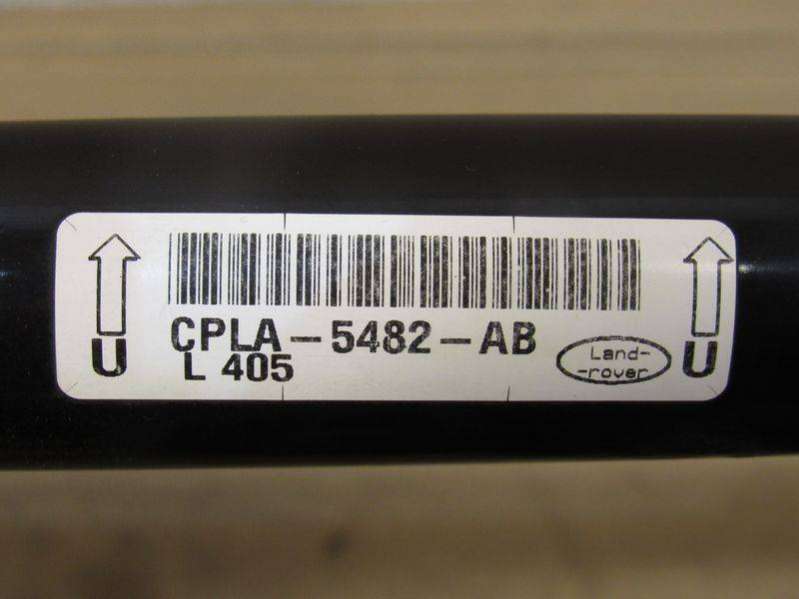 CPLA-5482-AB
L 405
Land-
-rover
U
U